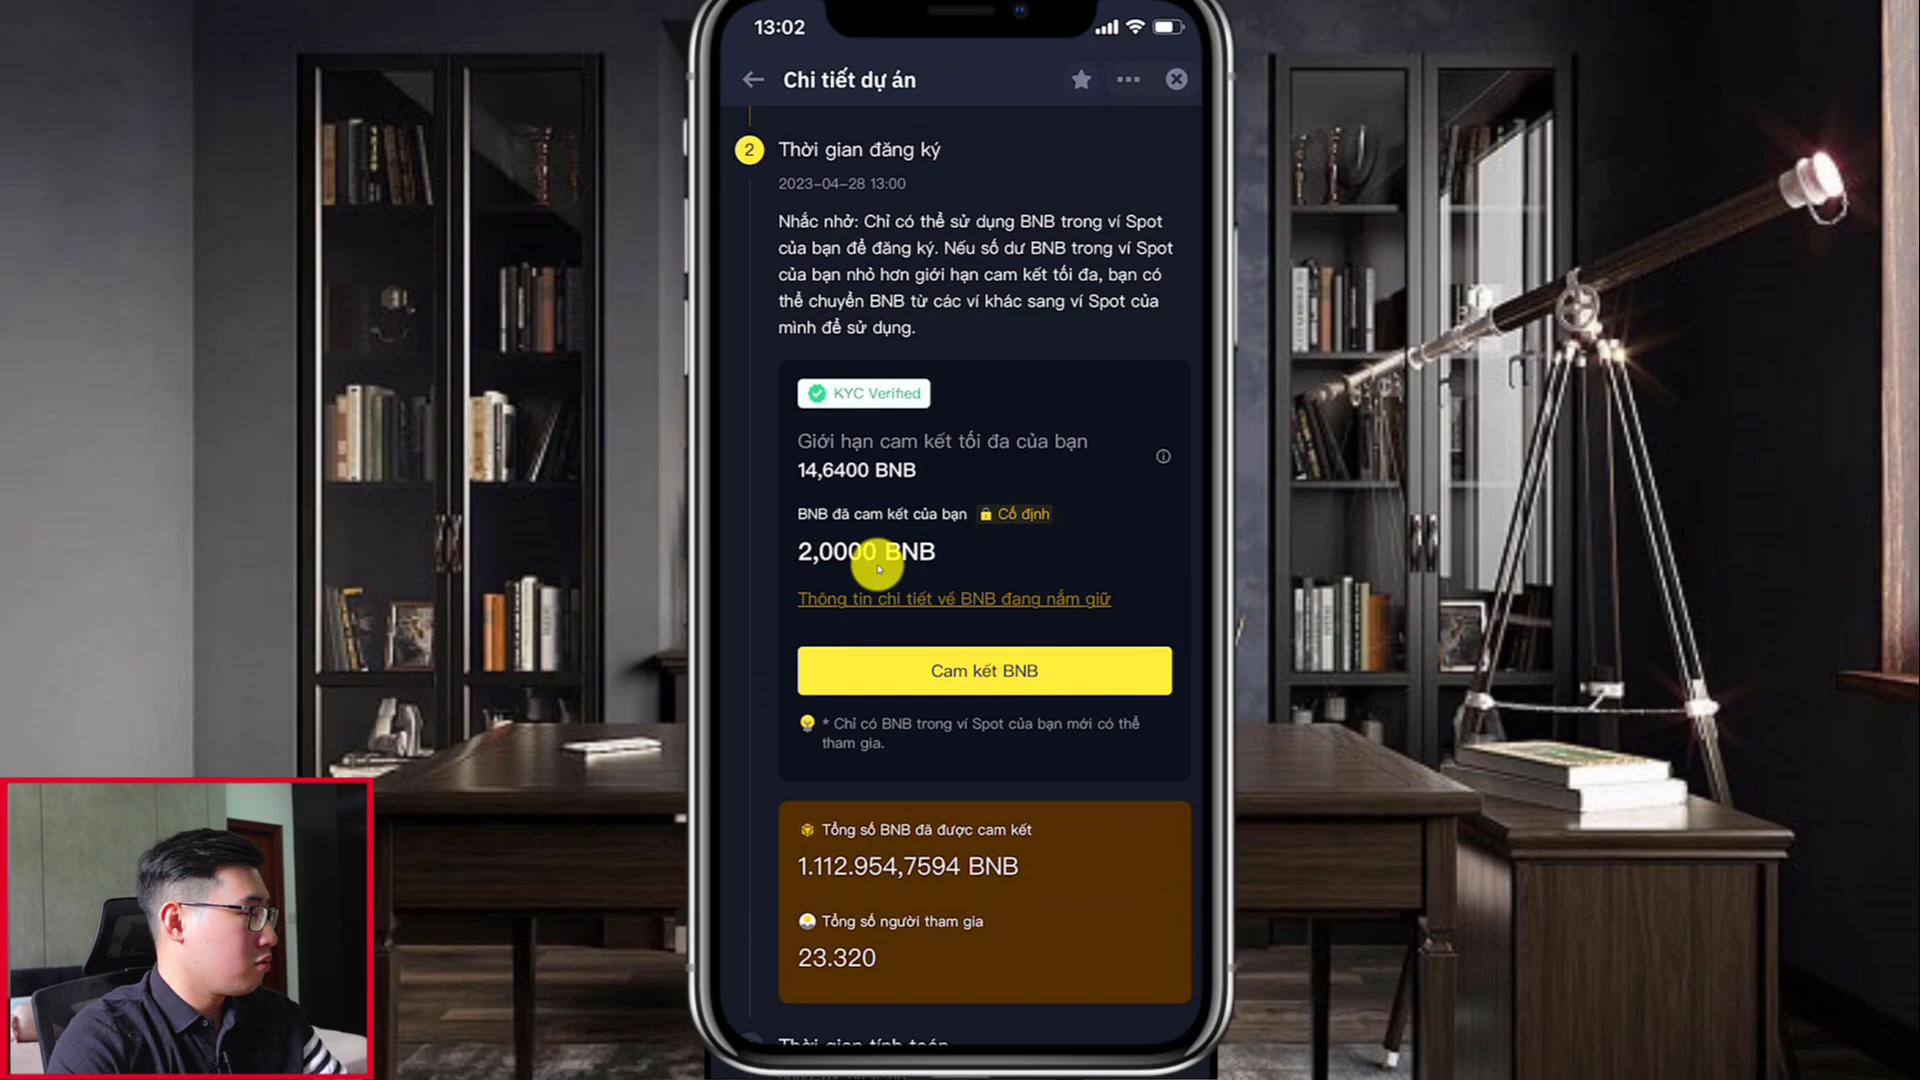 13:02
Chi tiết dự án
2
Thời gian đăng ký
2023-04-28 13:00
Nhắc nhở: Chỉ có thể sử dụng BNB trong ví Spot
của bạn để đăng ký. Nếu số dư BNB trong ví Spot
của bạn nhỏ hơn giới hạn cam kết tối đa, bạn có
thể chuyển BNB từ các ví khác sang ví Spot của
mình để sử dụng.
KYC Verified
Giới hạn cam kết tối đa của bạn
14,6400 BNB
BNB đã cam kết của bạn Cố định
2,0000 BNB
Thông tin chi tiết về BNB đang nắm giữ
Cam kết BNB
* Chỉ có BNB trong ví Spot của bạn mới có thể
tham gia.
Tổng số BNB đã được cam kết
1.112.954,7594 BNB
Tổng số người tham gia
23.320
Thời gian tính toán